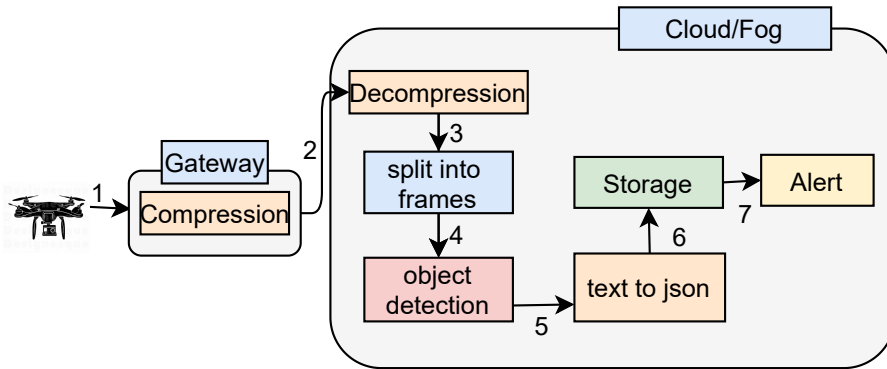 Cloud/Fog
Decompression
2
3
Gateway
split into
frames
1
Compression
Storage
Alert
7
4
6
object
detection
text to json
5